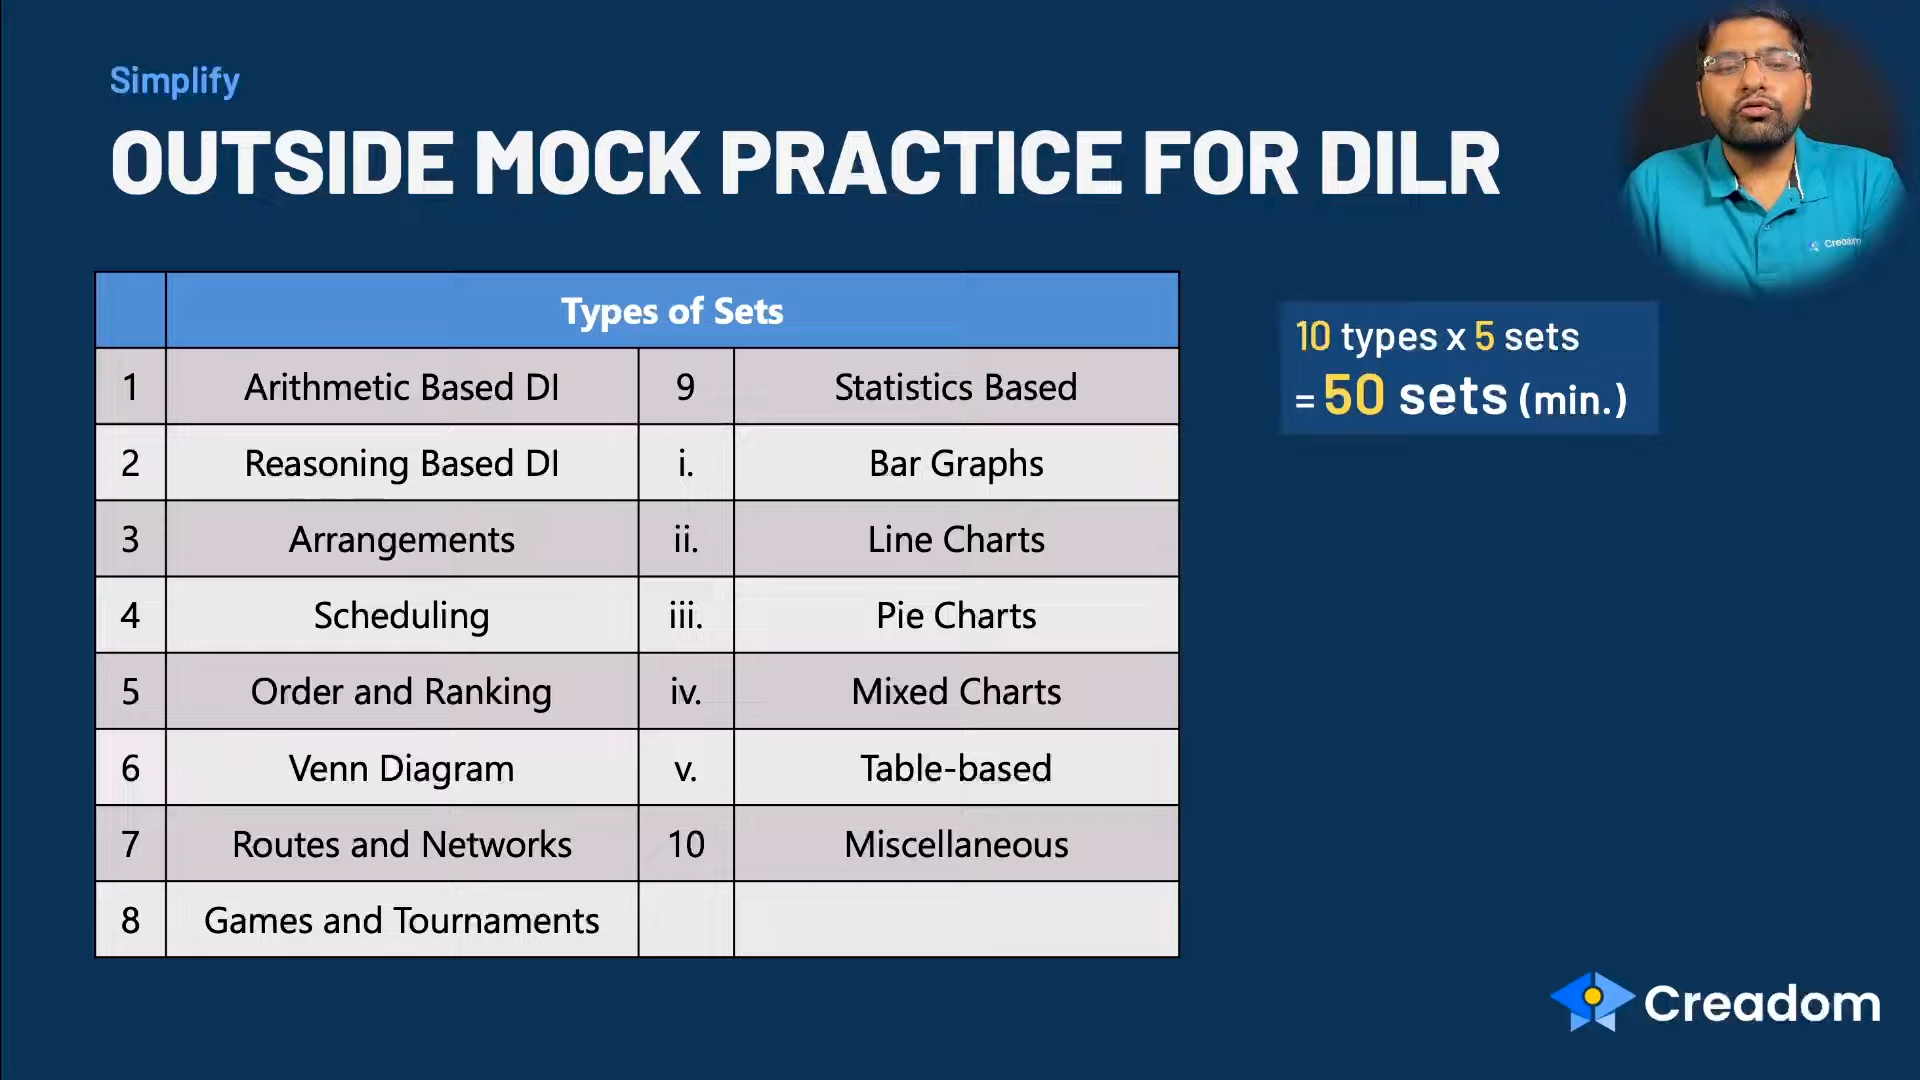 Simplify
OUTSIDE MOCK PRACTICE FOR DILR
Types of Sets
1 Arithmetic Based DI 9 Statistics Based
2 Reasoning Based DI i. Bar Graphs
3 Arrangements ii. Line Charts
4 Scheduling iii. Pie Charts
5 Order and Ranking iv. Mixed Charts
6 Venn Diagram v. Table-based
7 Routes and Networks 10 Miscellaneous
8 Games and Tournaments
10 types x 5 sets
= 50 sets (min.)
Creadom
Creadom